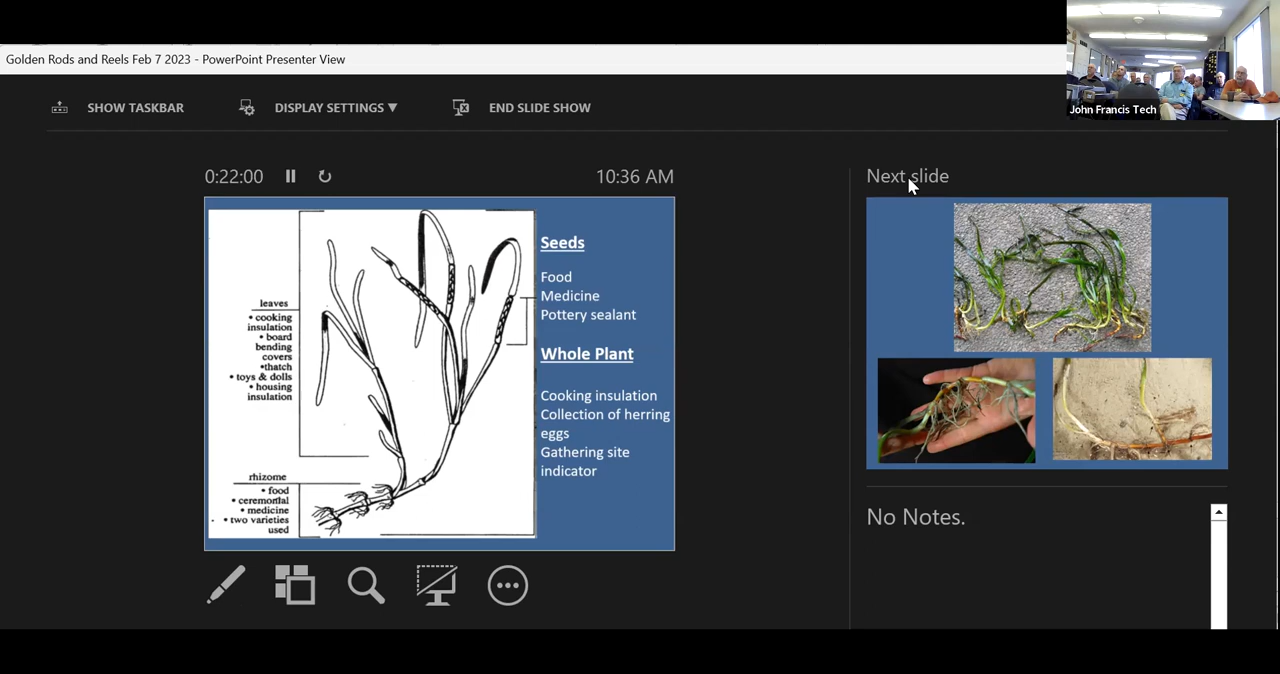 Golden Rods and Reels Feb 7 2023 - PowerPoint Presenter View
John Francis Tech
SHOW TASKBAR
DISPLAY SETTINGS ▼
END SLIDE SHOW
0:22:00
10:36 AM
leaves
• cooking
insulation
• board
bending
covers
•thatch
• toys & dolls
• housing
insulation
rhizome
• food
• ceremonial
• medicine
• two varieties
used
Seeds
Food
Medicine
Pottery sealant
Whole Plant
Cooking insulation
Collection of herring
eggs
Gathering site
indicator
Next slide
No Notes.